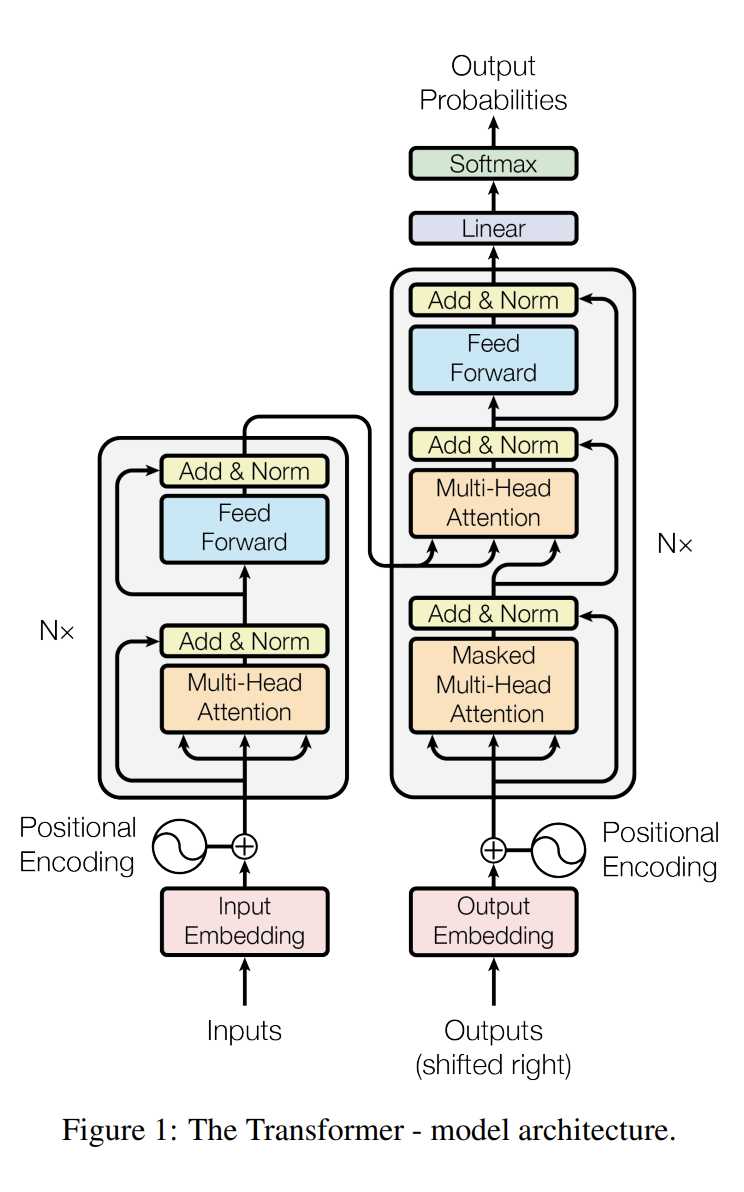 Output
Probabilities
Softmax
Linear
Add & Norm
Feed
Forward
Add & Norm
Multi-Head
Attention
N×
Add & Norm
Masked
Multi-Head
Attention
Add & Norm
Feed
Forward
N×
Add & Norm
Multi-Head
Attention
Positional
Encoding
Positional
Encoding
Input
Embedding
Output
Embedding
Inputs
Outputs
(shifted right)
Figure 1: The Transformer - model architecture.